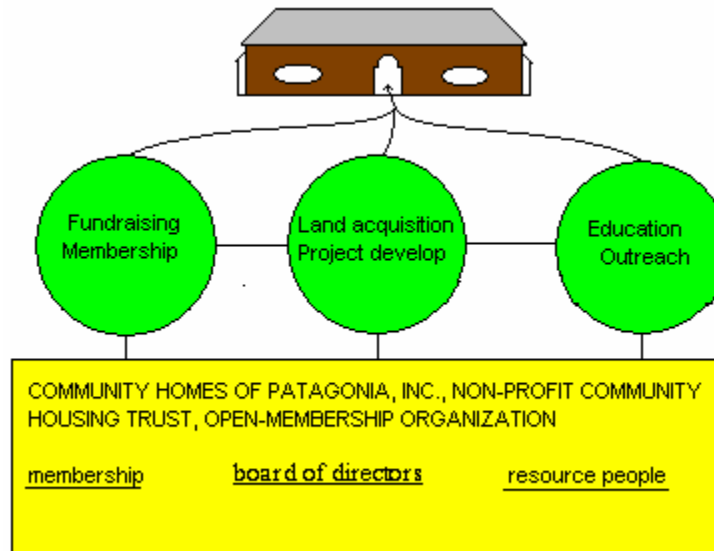 Fundraising
Membership
Land acquisition
Project develop
Education
Outreach
COMMUNITY HOMES OF PATAGONIA, INC., NON-PROFIT COMMUNITY
HOUSING TRUST, OPEN-MEMBERSHIP ORGANIZATION
membership
board of directors
resource people